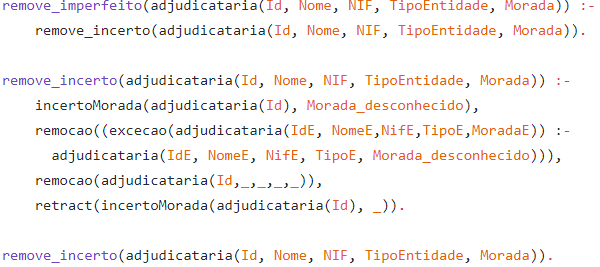 remove_imperfeito(adjudicataria(Id, Nome, NIF, TipoEntidade, Morada)) :-
    remove_incerto(adjudicataria(Id, Nome, NIF, TipoEntidade, Morada)).

remove_incerto(adjudicataria(Id, Nome, NIF, TipoEntidade, Morada)) :-
    incertoMorada(adjudicataria(Id), Morada_desconhecido),
    remocao((excecao(adjudicataria(IdE, NomeE,NifE,TipoE,MoradaE)) :-
      adjudicataria(IdE, NomeE, NifE, TipoE, Morada_desconhecido))),
    remocao(adjudicataria(Id,_,_,_,_)),
    retract(incertoMorada(adjudicataria(Id), _)).

remove_incerto(adjudicataria(Id, Nome, NIF, TipoEntidade, Morada)).